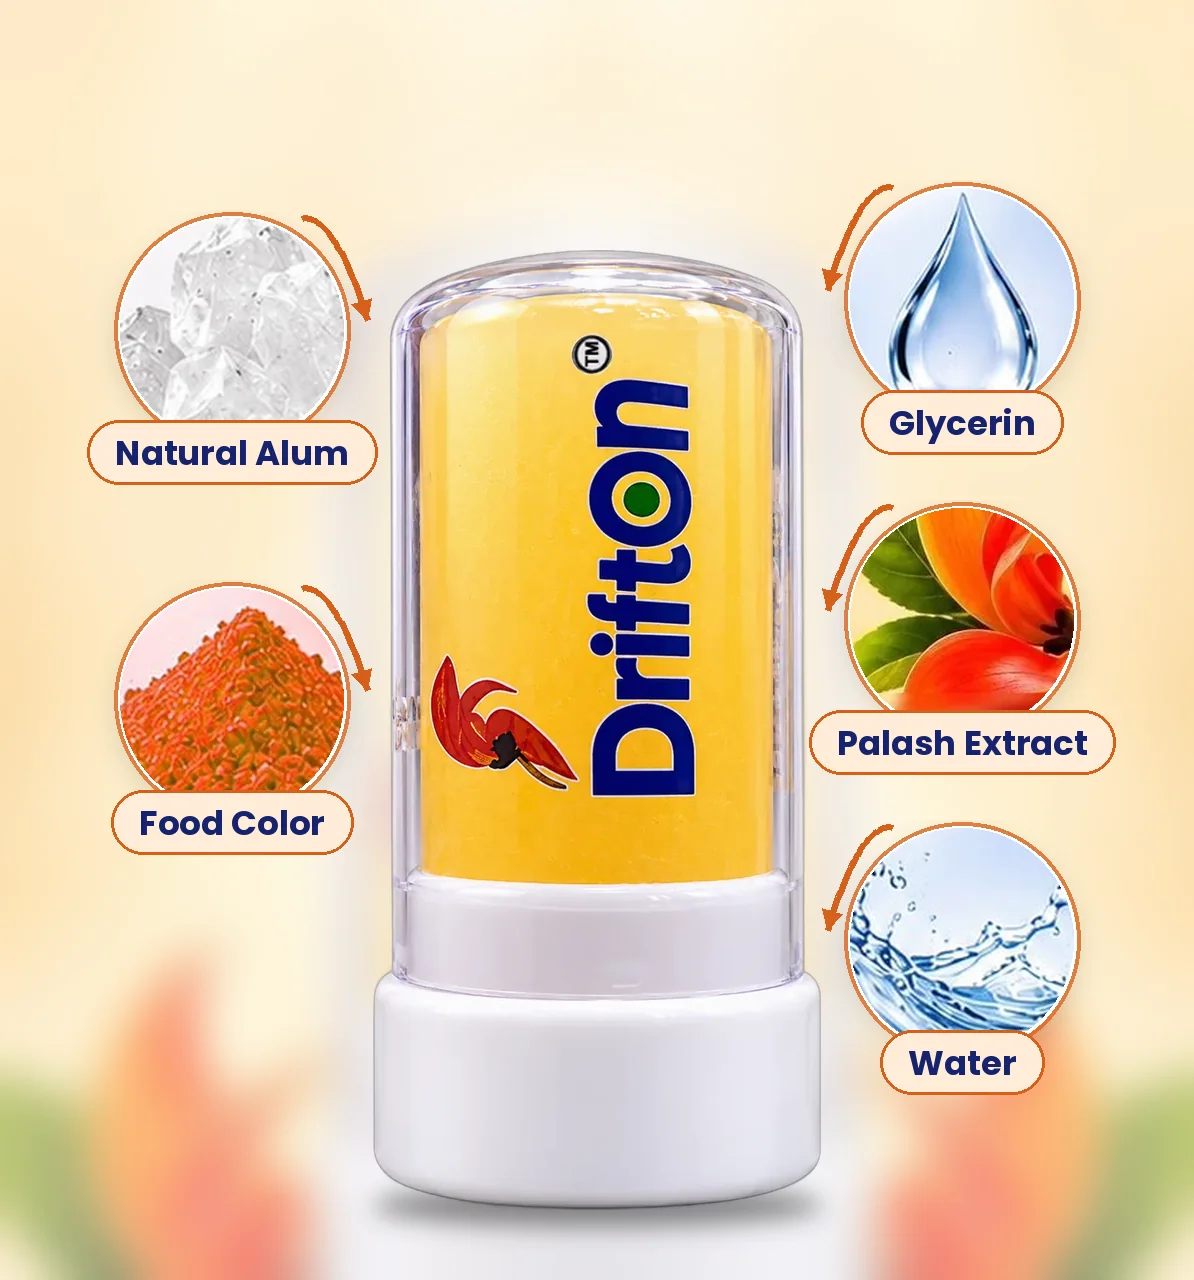 Natural Alum
Food Color
Drifton
TM
Glycerin
Palash Extract
Water